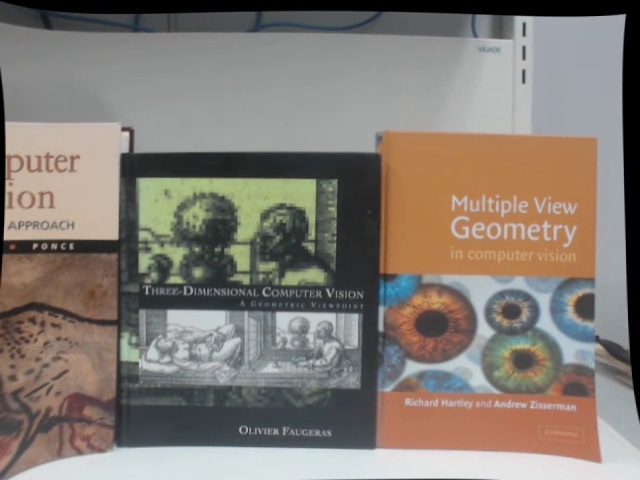 puter
ion
APPROACH
PONCE
THREE-DIMENSIONAL COMPUTER VISION
A GEOMETRIC VIEWPOINT
OLIVIER FAUGERAS
Multiple View
Geometry
in computer vision
Richard Hartley and Andrew Zisserman
CAMBRIDGE